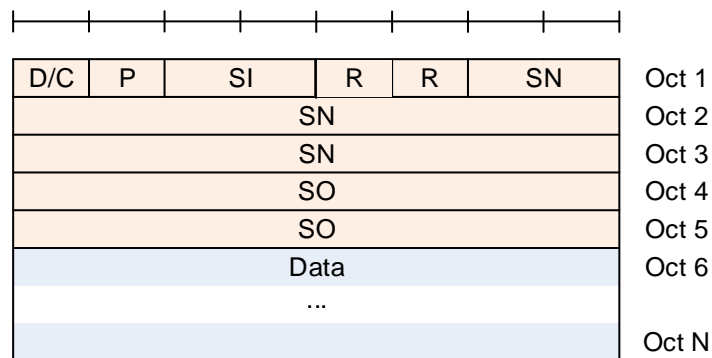 D/C P SI R R SN Oct 1
SN Oct 2
SN Oct 3
SO Oct 4
SO Oct 5
Data Oct 6
...
Oct N